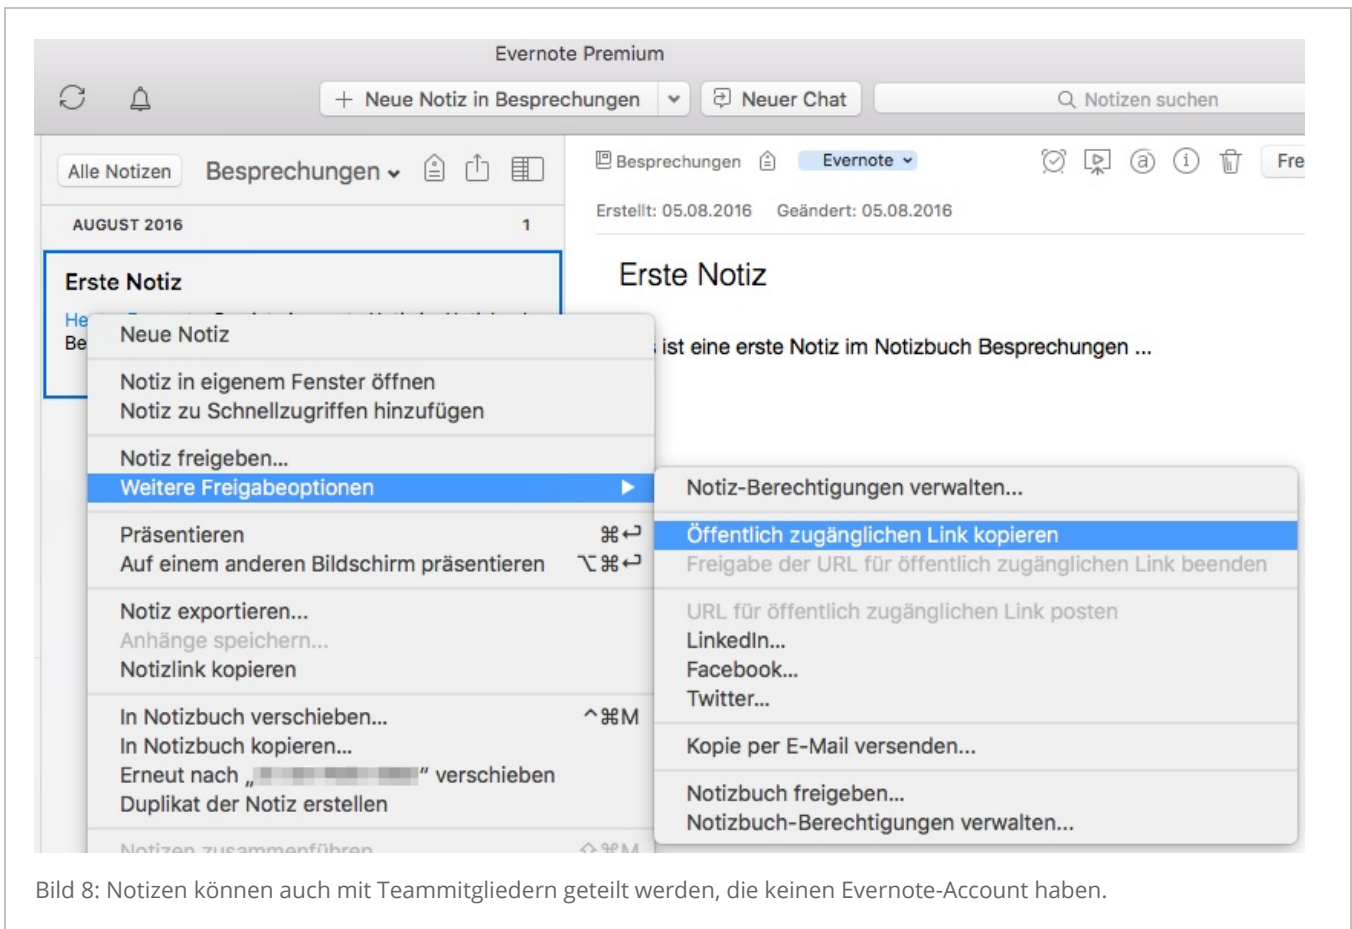 Evernote Premium
Neue Notiz in Besprechungen
Neuer Chat
Notizen suchen
Alle Notizen
Besprechungen
Besprechungen
Evernote
Fre
Erstellt: 05.08.2016 Geändert: 05.08.2016
AUGUST 2016 1
Erste Notiz
He
Be
Erste Notiz
ist eine erste Notiz im Notizbuch Besprechungen ...
Neue Notiz
Notiz in eigenem Fenster öffnen
Notiz zu Schnellzugriffen hinzufügen
Notiz freigeben...
Weitere Freigabeoptionen
Präsentieren ⌘↩
Auf einem anderen Bildschirm präsentieren ⌥⌘↩
Notiz exportieren...
Anhänge speichern...
Notizlink kopieren
In Notizbuch verschieben... ^⌘M
In Notizbuch kopieren...
Erneut nach „ “ verschieben
Duplikat der Notiz erstellen
Notizen zusammenführen ⇧⌘M
Notiz-Berechtigungen verwalten...
Öffentlich zugänglichen Link kopieren
Freigabe der URL für öffentlich zugänglichen Link beenden
URL für öffentlich zugänglichen Link posten
LinkedIn...
Facebook...
Twitter...
Kopie per E-Mail versenden...
Notizbuch freigeben...
Notizbuch-Berechtigungen verwalten...
Bild 8: Notizen können auch mit Teammitgliedern geteilt werden, die keinen Evernote-Account haben.